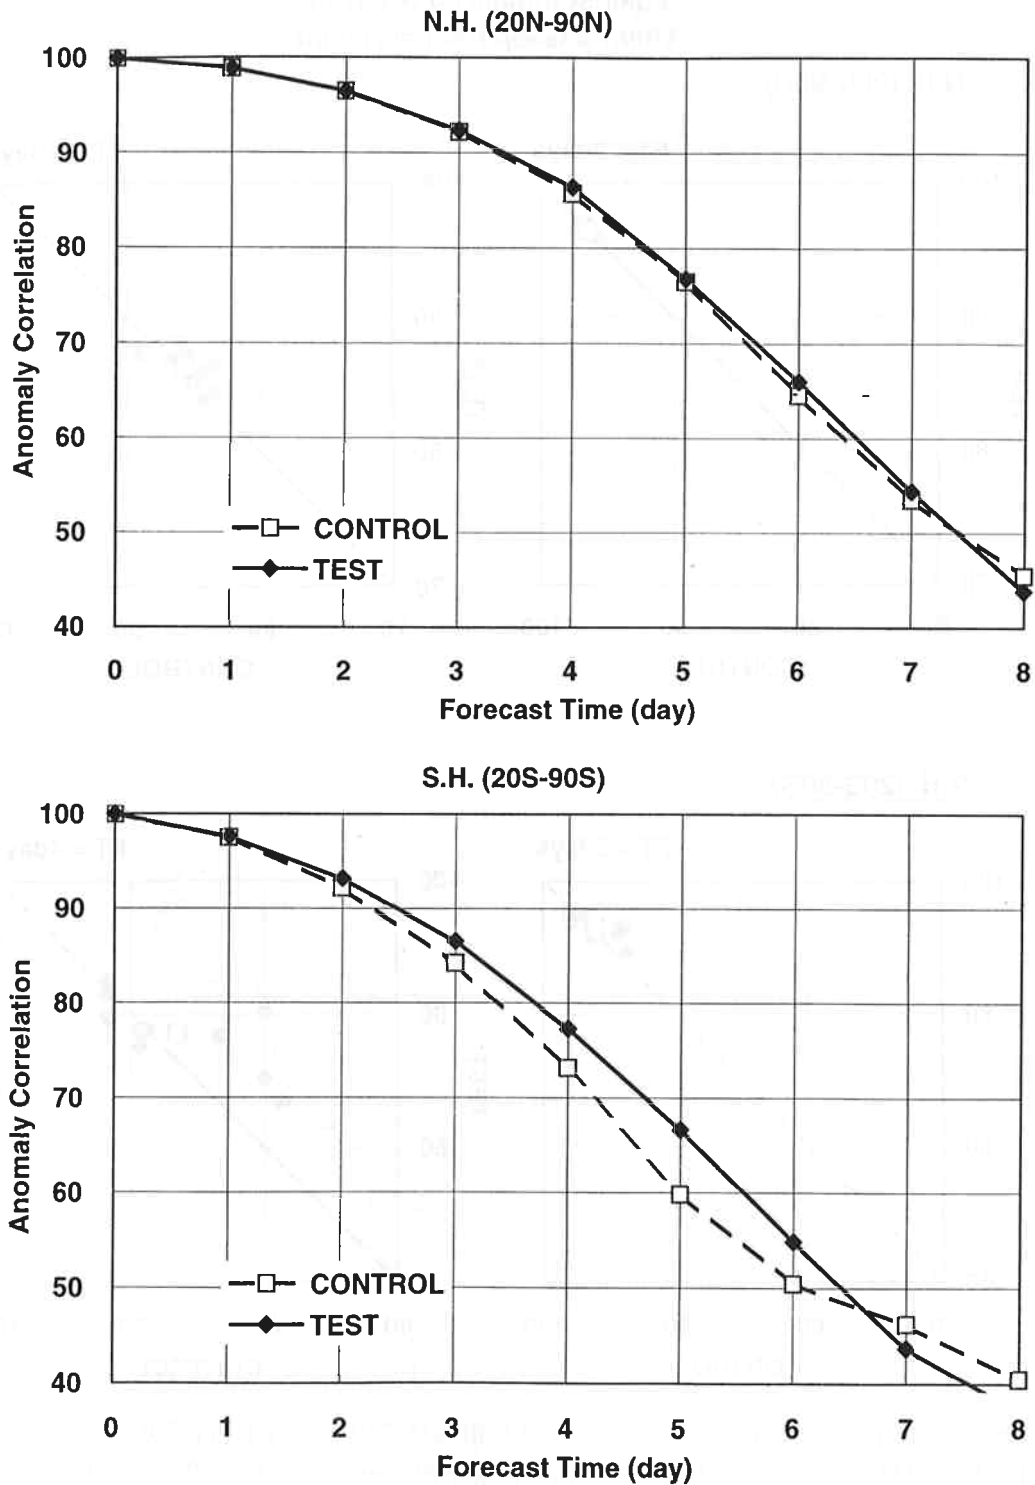 N.H. (20N-90N)
100
90
80
70
60
50
40
Anomaly Correlation
CONTROL
TEST
0 1 2 3 4 5 6 7 8
Forecast Time (day)
S.H. (20S-90S)
100
90
80
70
60
50
40
Anomaly Correlation
CONTROL
TEST
0 1 2 3 4 5 6 7 8
Forecast Time (day)